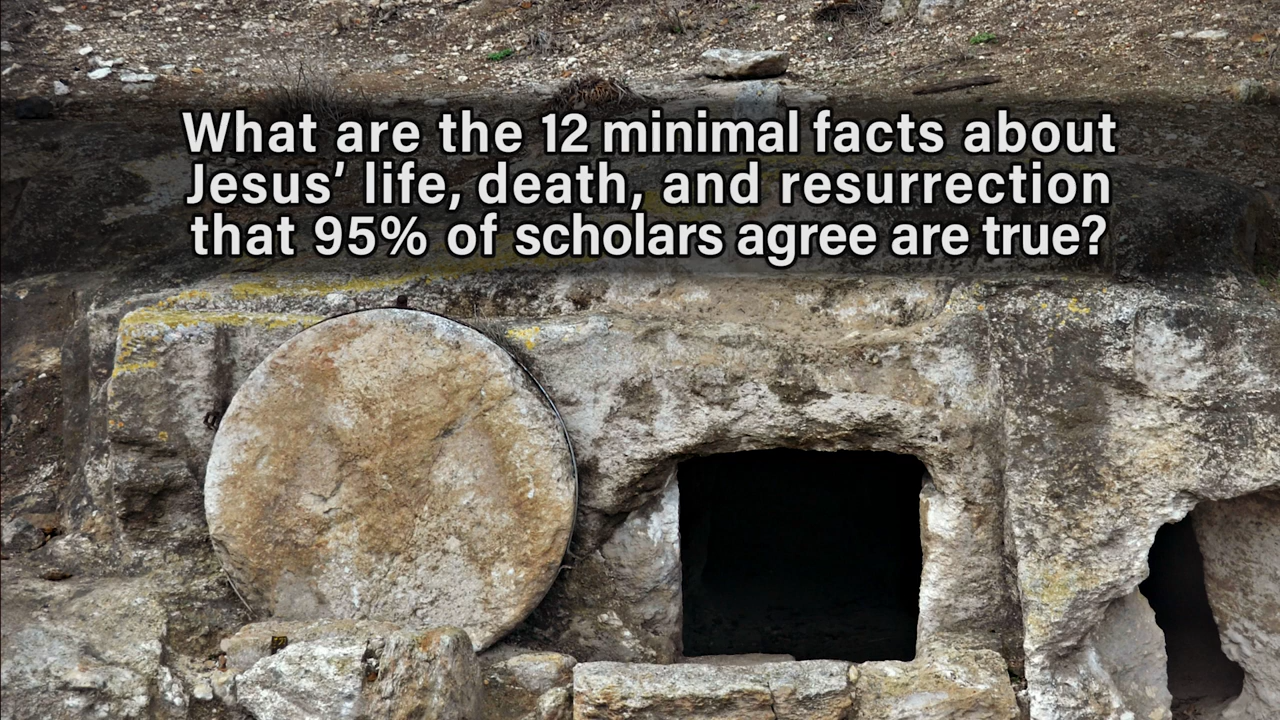 What are the 12 minimal facts about
Jesus’ life, death, and resurrection
that 95% of scholars agree are true?